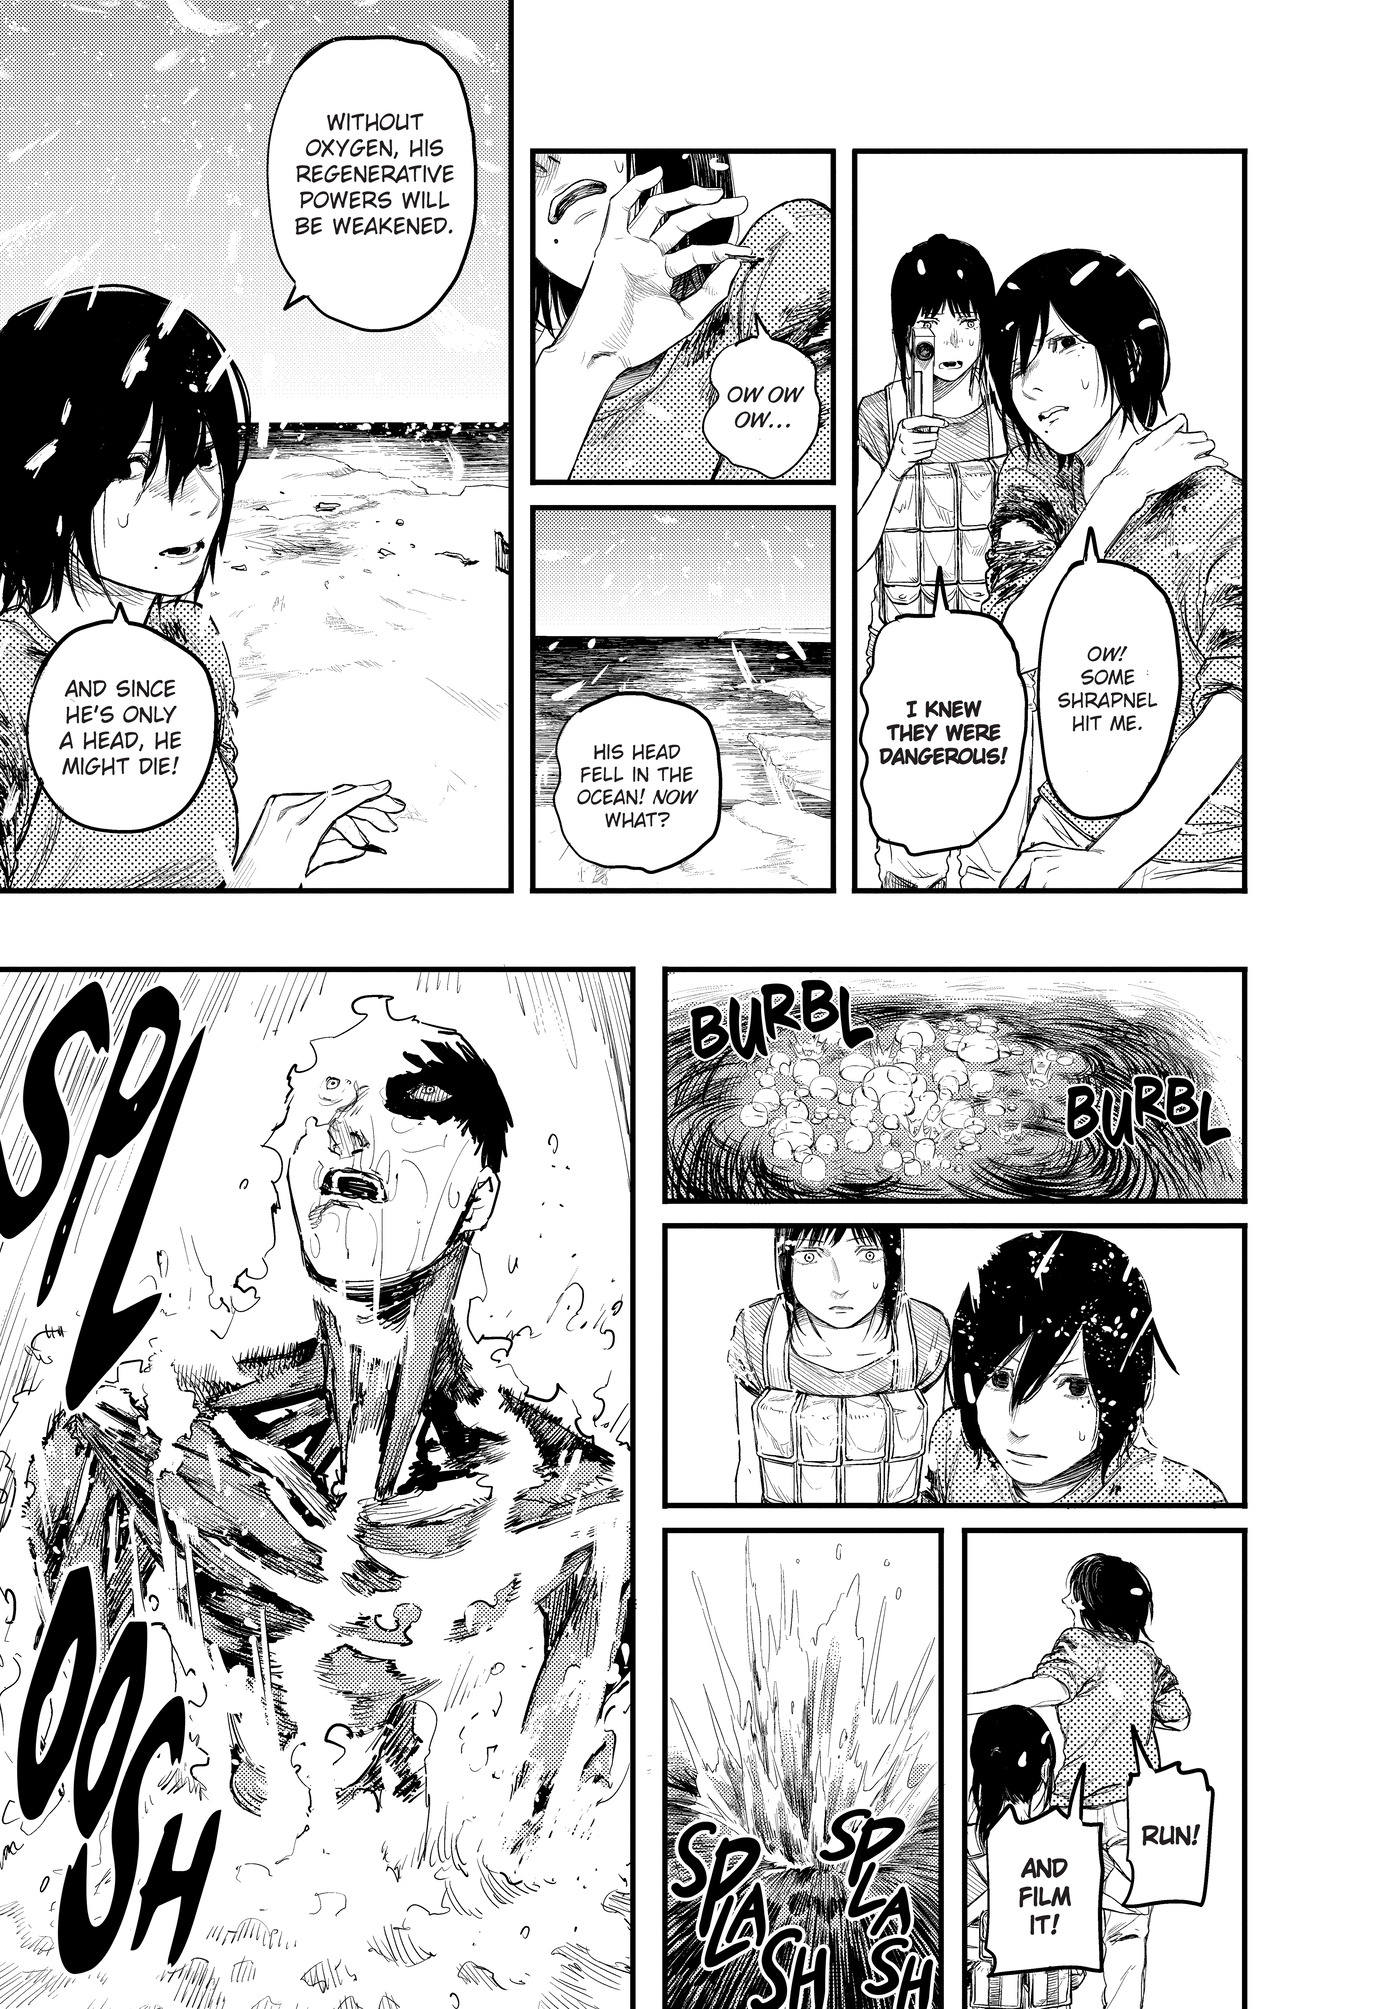 OW!
SOME
SHRAPNEL
HIT ME.
I KNEW
THEY WERE
DANGEROUS!
OW OW
OW...
HIS HEAD
FELL IN THE
OCEAN! NOW
WHAT?
WITHOUT
OXYGEN, HIS
REGENERATIVE
POWERS WILL
BE WEAKENED.
AND SINCE
HE'S ONLY
A HEAD, HE
MIGHT DIE!
BURBL
BURBL
RUN!
AND
FILM
IT!
SPLASH
SPLASH
SPLOOSH